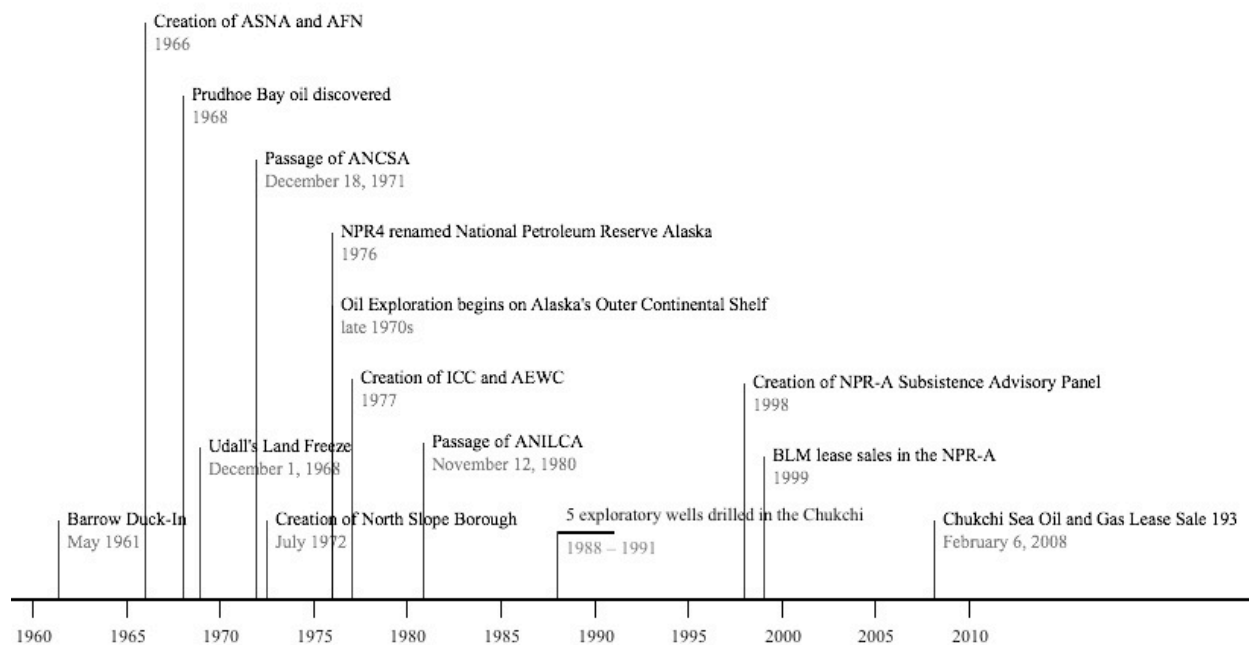 Creation of ASNA and AFN
1966
Prudhoe Bay oil discovered
1968
Passage of ANCSA
December 18, 1971
NPR4 renamed National Petroleum Reserve Alaska
1976
Oil Exploration begins on Alaska's Outer Continental Shelf
late 1970s
Creation of ICC and AEWC
1977
Creation of NPR-A Subsistence Advisory Panel
1998
Udall's Land Freeze
December 1, 1968
Passage of ANILCA
November 12, 1980
BLM lease sales in the NPR-A
1999
Barrow Duck-In
May 1961
Creation of North Slope Borough
July 1972
5 exploratory wells drilled in the Chukchi
1988 – 1991
Chukchi Sea Oil and Gas Lease Sale 193
February 6, 2008
1960 1965 1970 1975 1980 1985 1990 1995 2000 2005 2010